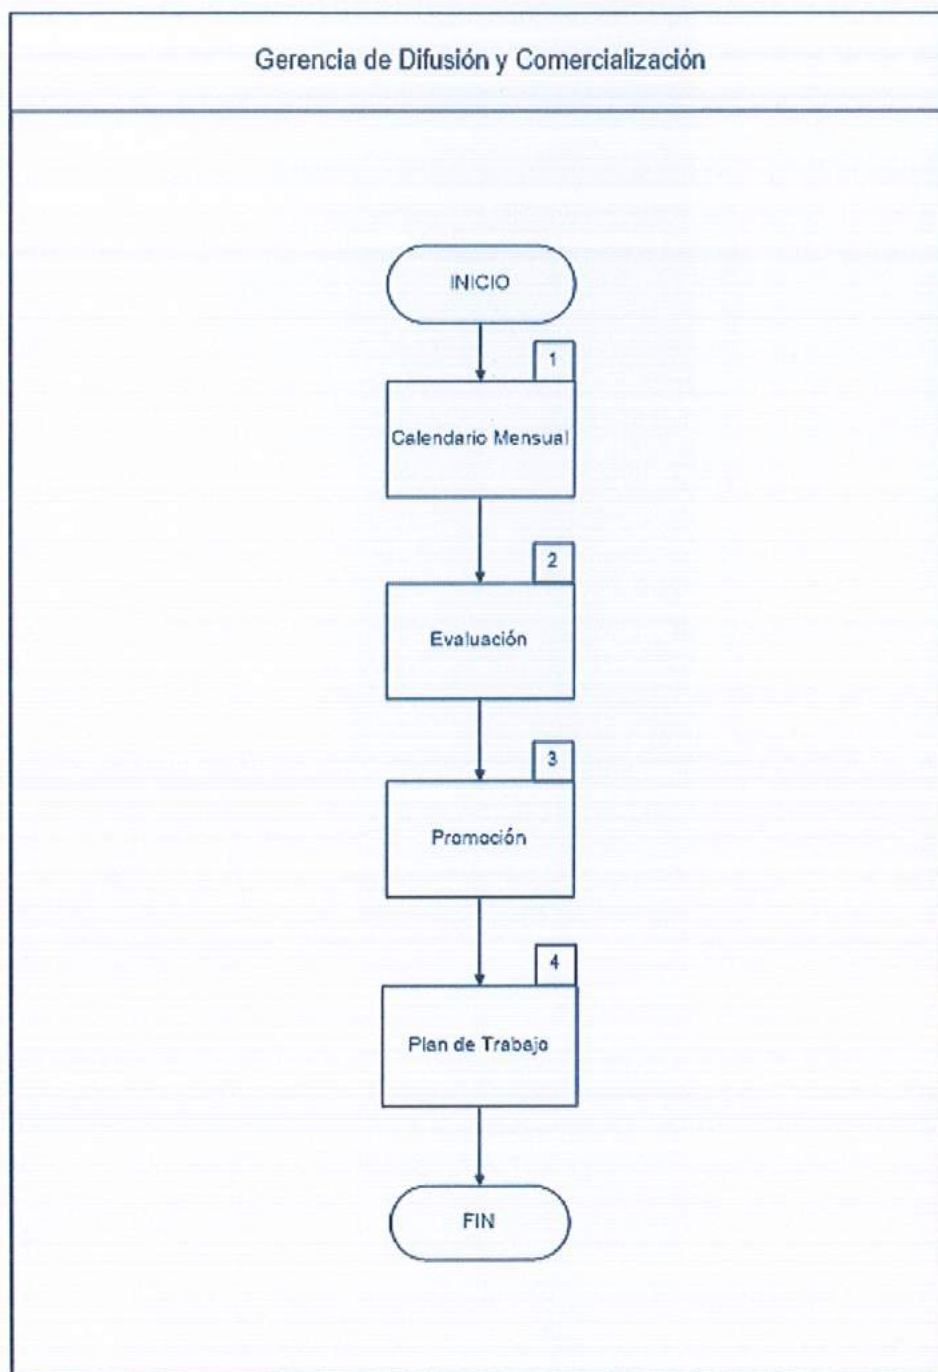 Gerencia de Difusión y Comercialización
INICIO
1
Calendario Mensual
2
Evaluación
3
Promoción
4
Plan de Trabajo
FIN